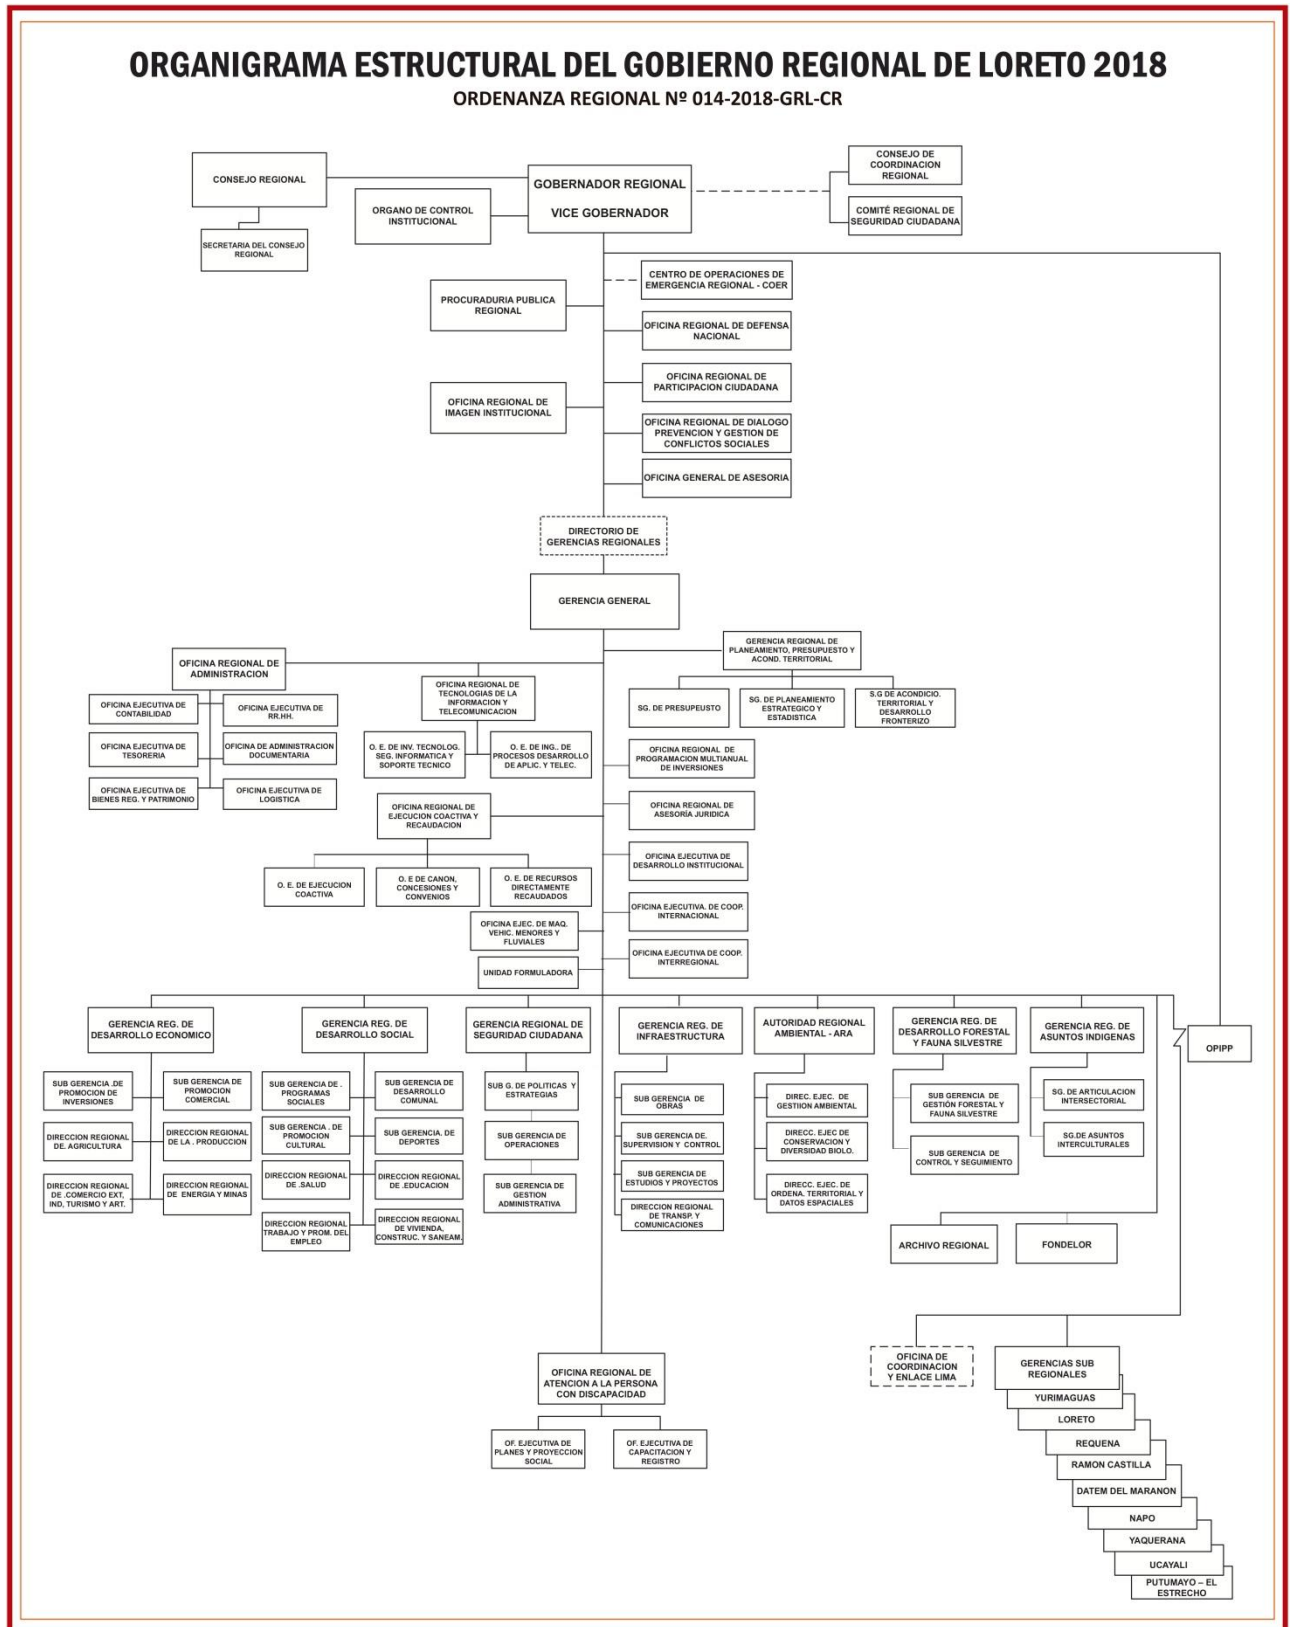 ORGANIGRAMA ESTRUCTURAL DEL GOBIERNO REGIONAL DE LORETO 2018
ORDENANZA REGIONAL Nº 014-2018-GRL-CR
CONSEJO REGIONAL
SECRETARIA DEL CONSEJO
REGIONAL
ORGANO DE CONTROL
INSTITUCIONAL
GOBERNADOR REGIONAL
VICE GOBERNADOR
CONSEJO DE
COORDINACION
REGIONAL
COMITÉ REGIONAL DE
SEGURIDAD CIUDADANA
CENTRO DE OPERACIONES DE
EMERGENCIA REGIONAL - COER
PROCURADURIA PUBLICA
REGIONAL
OFICINA REGIONAL DE DEFENSA
NACIONAL
OFICINA REGIONAL DE
PARTICIPACION CIUDADANA
OFICINA REGIONAL DE
IMAGEN INSTITUCIONAL
OFICINA REGIONAL DE DIALOGO
PREVENCION Y GESTION DE
CONFLICTOS SOCIALES
OFICINA GENERAL DE ASESORIA
DIRECTORIO DE
GERENCIAS REGIONALES
GERENCIA GENERAL
GERENCIA REGIONAL DE
PLANEAMIENTO, PRESUPUESTO Y
ACOND. TERRITORIAL
SG. DE PRESUPEUSTO
SG. DE PLANEAMIENTO
ESTRATEGICO Y
ESTADISTICA
S.G DE ACONDICIO.
TERRITORIAL Y
DESARROLLO
FRONTERIZO
OFICINA REGIONAL DE
ADMINISTRACION
OFICINA EJECUTIVA DE
CONTABILIDAD
OFICINA EJECUTIVA DE
RR.HH.
OFICINA EJECUTIVA DE
TESORERIA
OFICINA DE ADMINISTRACION
DOCUMENTARIA
OFICINA EJECUTIVA DE
BIENES REG. Y PATRIMONIO
OFICINA EJECUTIVA DE
LOGISTICA
OFICINA REGIONAL DE
TECNOLOGIAS DE LA
INFORMACION Y
TELECOMUNICACION
O. E. DE INV. TECNOLOG.
SEG. INFORMATICA Y
SOPORTE TECNICO
O. E. DE ING.. DE
PROCESOS DESARROLLO
DE APLIC. Y TELEC.
OFICINA REGIONAL DE
PROGRAMACION MULTIANUAL
DE INVERSIONES
OFICINA REGIONAL DE
EJECUCION COACTIVA Y
RECAUDACION
OFICINA REGIONAL DE
ASESORÍA JURIDICA
O. E. DE EJECUCION
COACTIVA
O. E DE CANON,
CONCESIONES Y
CONVENIOS
O. E. DE RECURSOS
DIRECTAMENTE
RECAUDADOS
OFICINA EJECUTIVA DE
DESARROLLO INSTITUCIONAL
OFICINA EJECUTIVA. DE COOP.
INTERNACIONAL
OFICINA EJEC. DE MAQ.
VEHIC. MENORES Y
FLUVIALES
OFICINA EJECUTIVA DE COOP.
INTERREGIONAL
UNIDAD FORMULADORA
GERENCIA REG. DE
DESARROLLO ECONOMICO
SUB GERENCIA .DE
PROMOCION DE
INVERSIONES
SUB GERENCIA DE
PROMOCION
COMERCIAL
DIRECCION REGIONAL
DE. AGRICULTURA
DIRECCION REGIONAL
DE LA . PRODUCCION
DIRECCION REGIONAL
DE .COMERCIO EXT,
IND, TURISMO Y ART.
DIRECCION REGIONAL
DE ENERGIA Y MINAS
GERENCIA REG. DE
DESARROLLO SOCIAL
SUB GERENCIA DE .
PROGRAMAS
SOCIALES
SUB GERENCIA DE
DESARROLLO
COMUNAL
SUB GERENCIA . DE
PROMOCION
CULTURAL
SUB GERENCIA. DE
DEPORTES
DIRECCION REGIONAL
DE .SALUD
DIRECCION REGIONAL
DE .EDUCACION
DIRECCION REGIONAL
TRABAJO Y PROM. DEL
EMPLEO
DIRECCION REGIONAL
DE VIVIENDA,
CONSTRUC. Y SANEAM.
GERENCIA REGIONAL DE
SEGURIDAD CIUDADANA
SUB G. DE POLITICAS Y
ESTRATEGIAS
SUB GERENCIA DE
OPERACIONES
SUB GERENCIA DE
GESTION
ADMINISTRATIVA
GERENCIA REG. DE
INFRAESTRUCTURA
SUB GERENCIA DE
OBRAS
SUB GERENCIA DE.
SUPERVISION Y CONTROL
SUB GERENCIA DE
ESTUDIOS Y PROYECTOS
DIRECCION REGIONAL
DE TRANSP. Y
COMUNICACIONES
AUTORIDAD REGIONAL
AMBIENTAL - ARA
DIREC. EJEC. DE
GESTIION AMBIENTAL
DIRECC. EJEC DE
CONSERVACION Y
DIVERSIDAD BIOLO.
DIRECC. EJEC. DE
ORDENA. TERRITORIAL Y
DATOS ESPACIALES
GERENCIA REG. DE
DESARROLLO FORESTAL
Y FAUNA SILVESTRE
SUB GERENCIA DE
GESTIÓN FORESTAL Y
FAUNA SILVESTRE
SUB GERENCIA DE
CONTROL Y SEGUIMIENTO
GERENCIA REG. DE
ASUNTOS INDIGENAS
SG. DE ARTICULACION
INTERSECTORIAL
SG.DE ASUNTOS
INTERCULTURALES
OPIPP
ARCHIVO REGIONAL
FONDELOR
OFICINA REGIONAL DE
ATENCION A LA PERSONA
CON DISCAPACIDAD
OF. EJECUTIVA DE
PLANES Y PROYECCION
SOCIAL
OF. EJECUTIVA DE
CAPACITACION Y
REGISTRO
OFICINA DE
COORDINACION
Y ENLACE LIMA
GERENCIAS SUB
REGIONALES
YURIMAGUAS
LORETO
REQUENA
RAMON CASTILLA
DATEM DEL MARANON
NAPO
YAQUERANA
UCAYALI
PUTUMAYO – EL
ESTRECHO